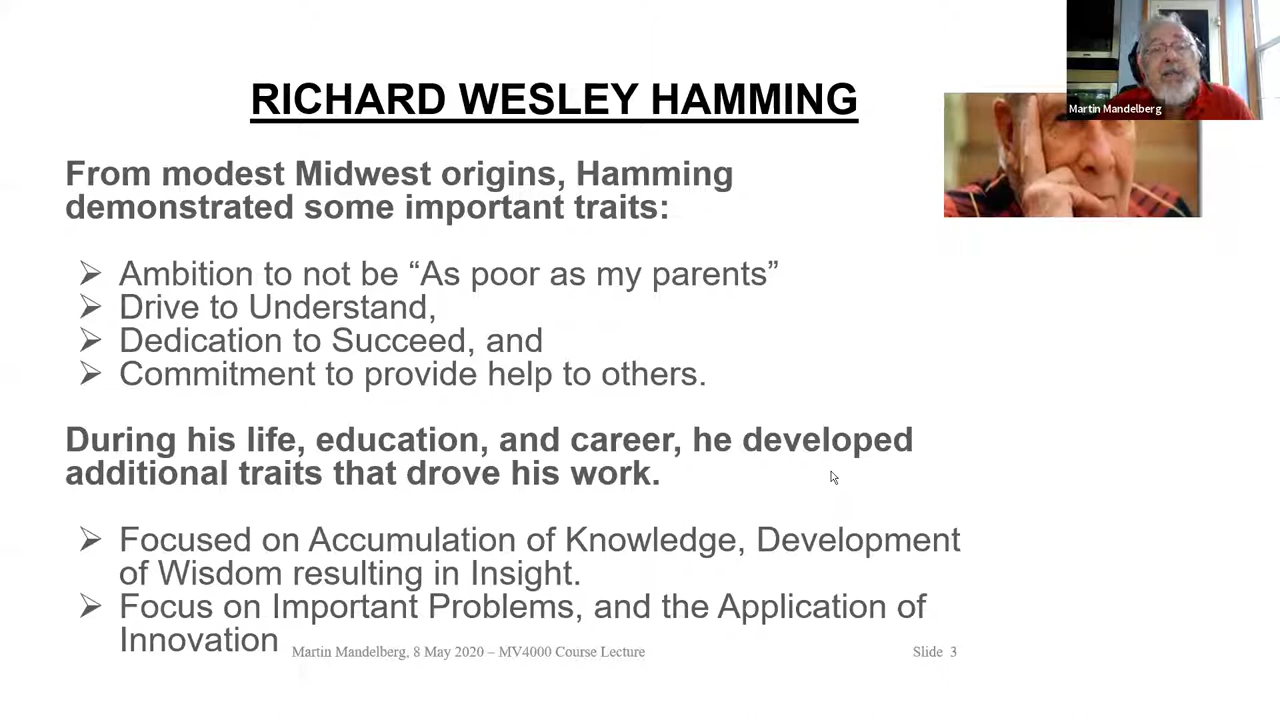 RICHARD WESLEY HAMMING
Martin Mandelberg
From modest Midwest origins, Hamming
demonstrated some important traits:
➢ Ambition to not be “As poor as my parents”
➢ Drive to Understand,
➢ Dedication to Succeed, and
➢ Commitment to provide help to others.
During his life, education, and career, he developed
additional traits that drove his work.
➢ Focused on Accumulation of Knowledge, Development
of Wisdom resulting in Insight.
➢ Focus on Important Problems, and the Application of
Innovation
Martin Mandelberg, 8 May 2020 – MV4000 Course Lecture
Slide 3